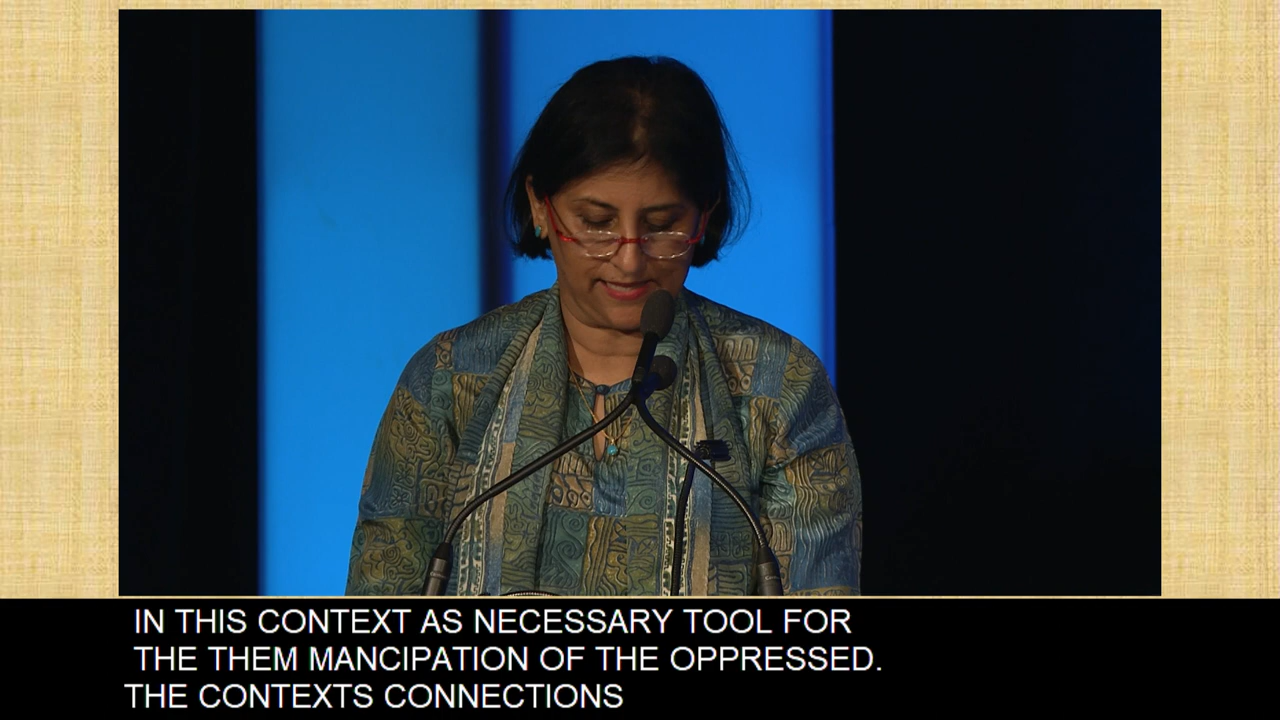 IN THIS CONTEXT AS NECESSARY TOOL FOR
THE THEM MANCIPATION OF THE OPPRESSED.
THE CONTEXTS CONNECTIONS